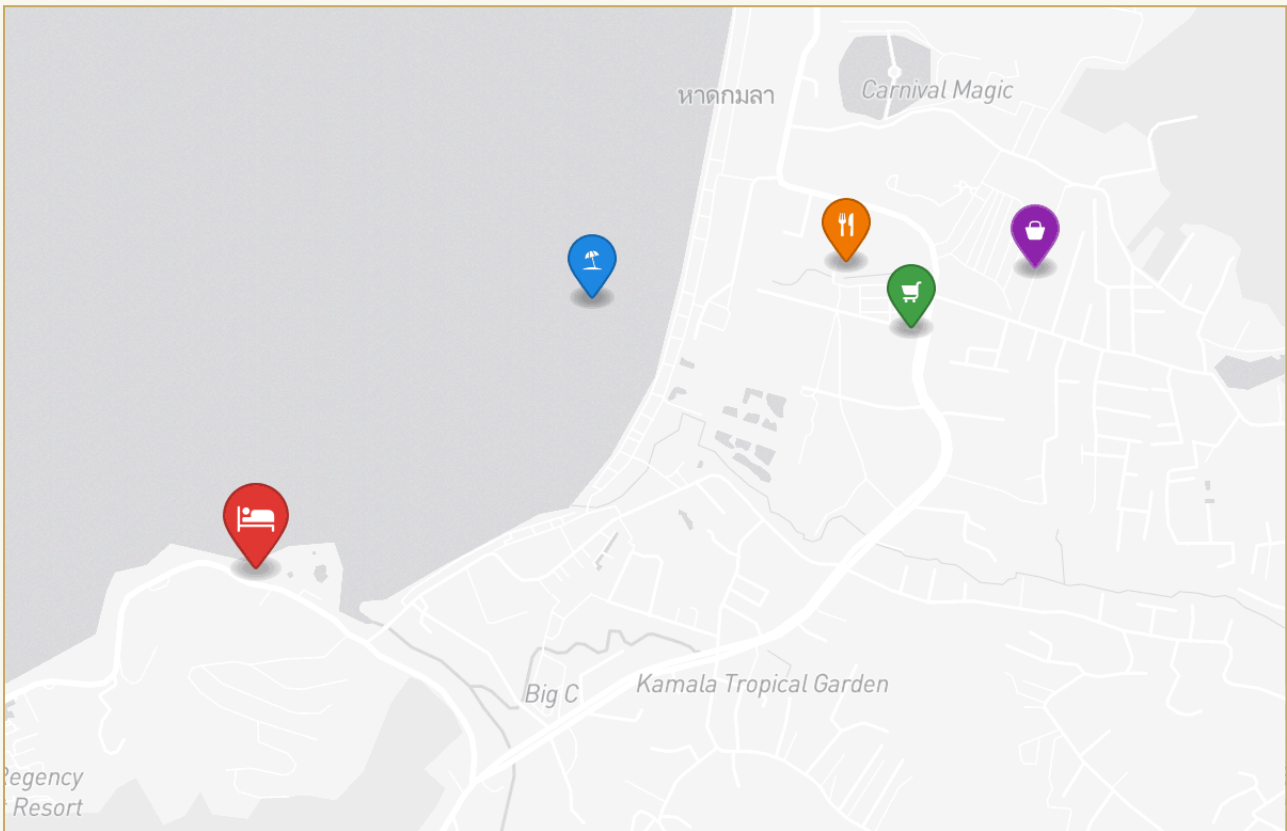 หาดกมลา
Carnival Magic
Big C
Kamala Tropical Garden
Regency
Resort